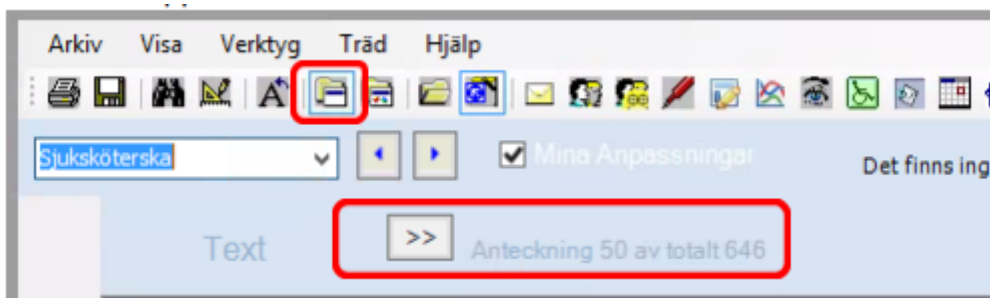 Arkiv Visa Verktyg Träd Hjälp
Sjuksköterska Mina Anpassningar Det finns ing
Text >> Anteckning 50 av totalt 646